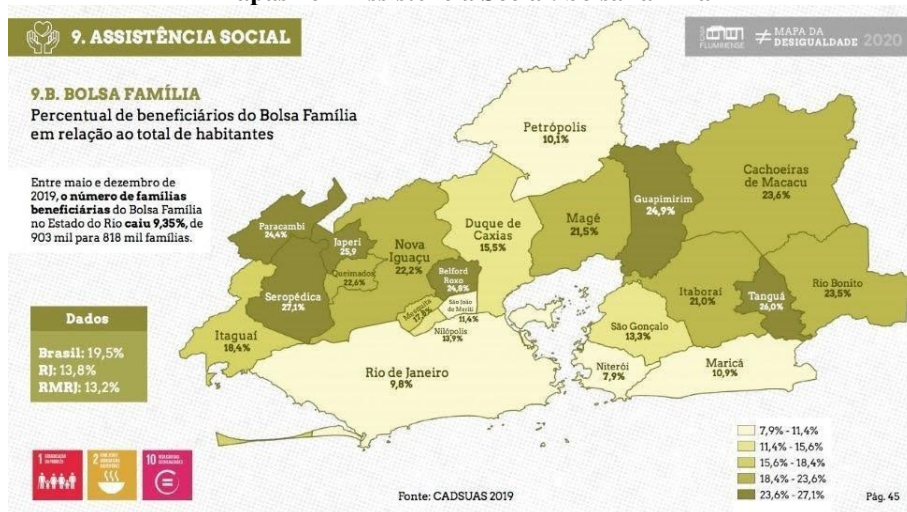 9. ASSISTÊNCIA SOCIAL
CASA
FLUMINENSE
MAPA DA
DESIGUALDADE 2020
9.B. BOLSA FAMÍLIA
Percentual de beneficiários do Bolsa Família
em relação ao total de habitantes
Entre maio e dezembro de
2019, o número de famílias
beneficiárias do Bolsa Família
no Estado do Rio caiu 9,35%, de
903 mil para 818 mil famílias.
Petrópolis
10,1%
Cachoeiras
de Macacu
23,6%
Guapimirim
24,9%
Magé
21,5%
Duque de
Caxias
15,5%
Paracambi
24,4%
Japeri
25,9
Nova
Iguaçu
22,2%
Queimados
22,6%
Belford
Roxo
24,8%
Seropédica
27,1%
São João
de Meriti
11,4%
Mesquita
Nilópolis
13,9%
Itaguaí
18,4%
Itaboraí
21,0%
Tanguá
26,0%
Rio Bonito
23,5%
São Gonçalo
13,3%
Niterói
7,9%
Maricá
10,9%
Rio de Janeiro
9,8%
Dados
Brasil: 19,5%
RJ: 13,8%
RMRJ: 13,2%
7,9% - 11,4%
11,4% - 15,6%
15,6% - 18,4%
18,4% - 23,6%
23,6% - 27,1%
1
2
10
Fonte: CADSUAS 2019
Pág. 45